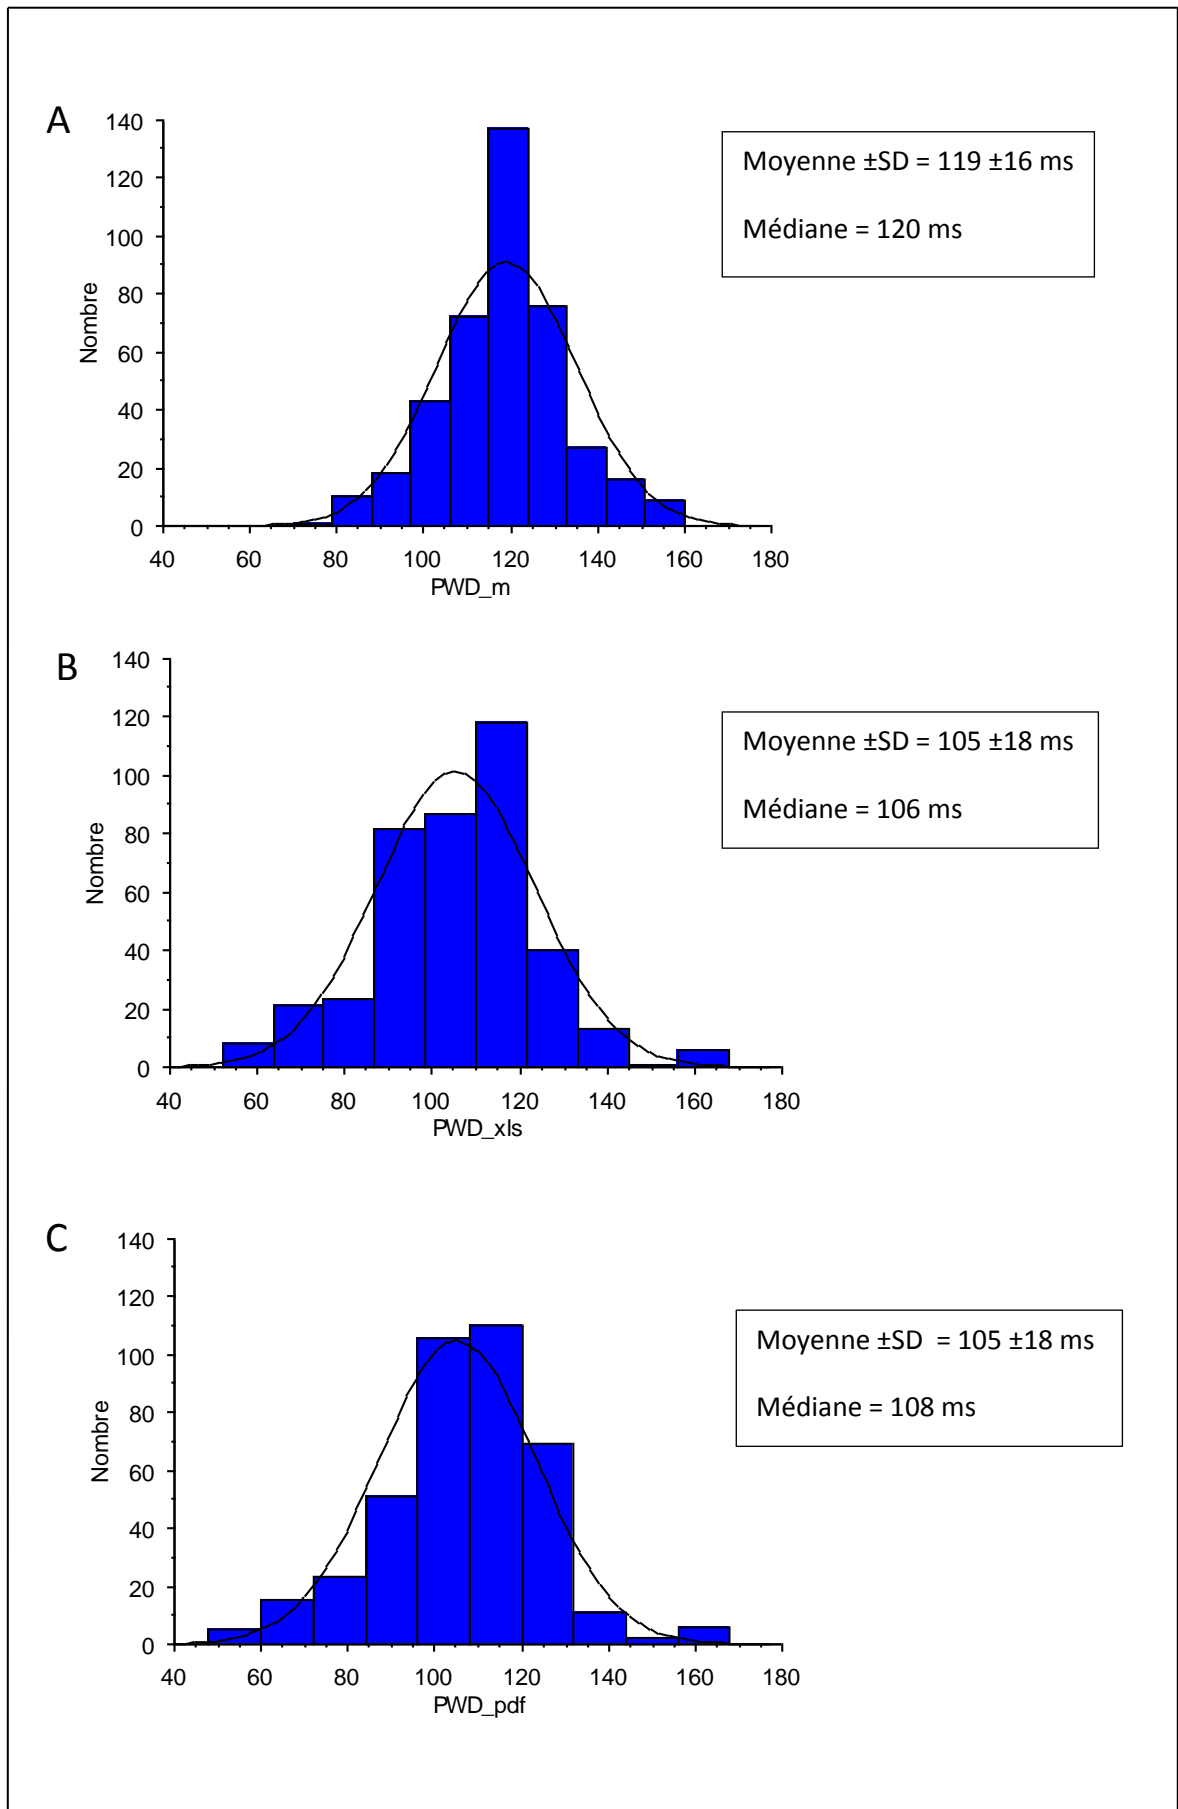 A
140
120
100
80
60
40
20
0
Nombre
40 60 80 100 120 140 160 180
PWD_m
Moyenne ±SD = 119 ±16 ms
Médiane = 120 ms
B
140
120
100
80
60
40
20
0
Nombre
40 60 80 100 120 140 160 180
PWD_xls
Moyenne ±SD = 105 ±18 ms
Médiane = 106 ms
C
140
120
100
80
60
40
20
0
Nombre
40 60 80 100 120 140 160 180
PWD_pdf
Moyenne ±SD = 105 ±18 ms
Médiane = 108 ms